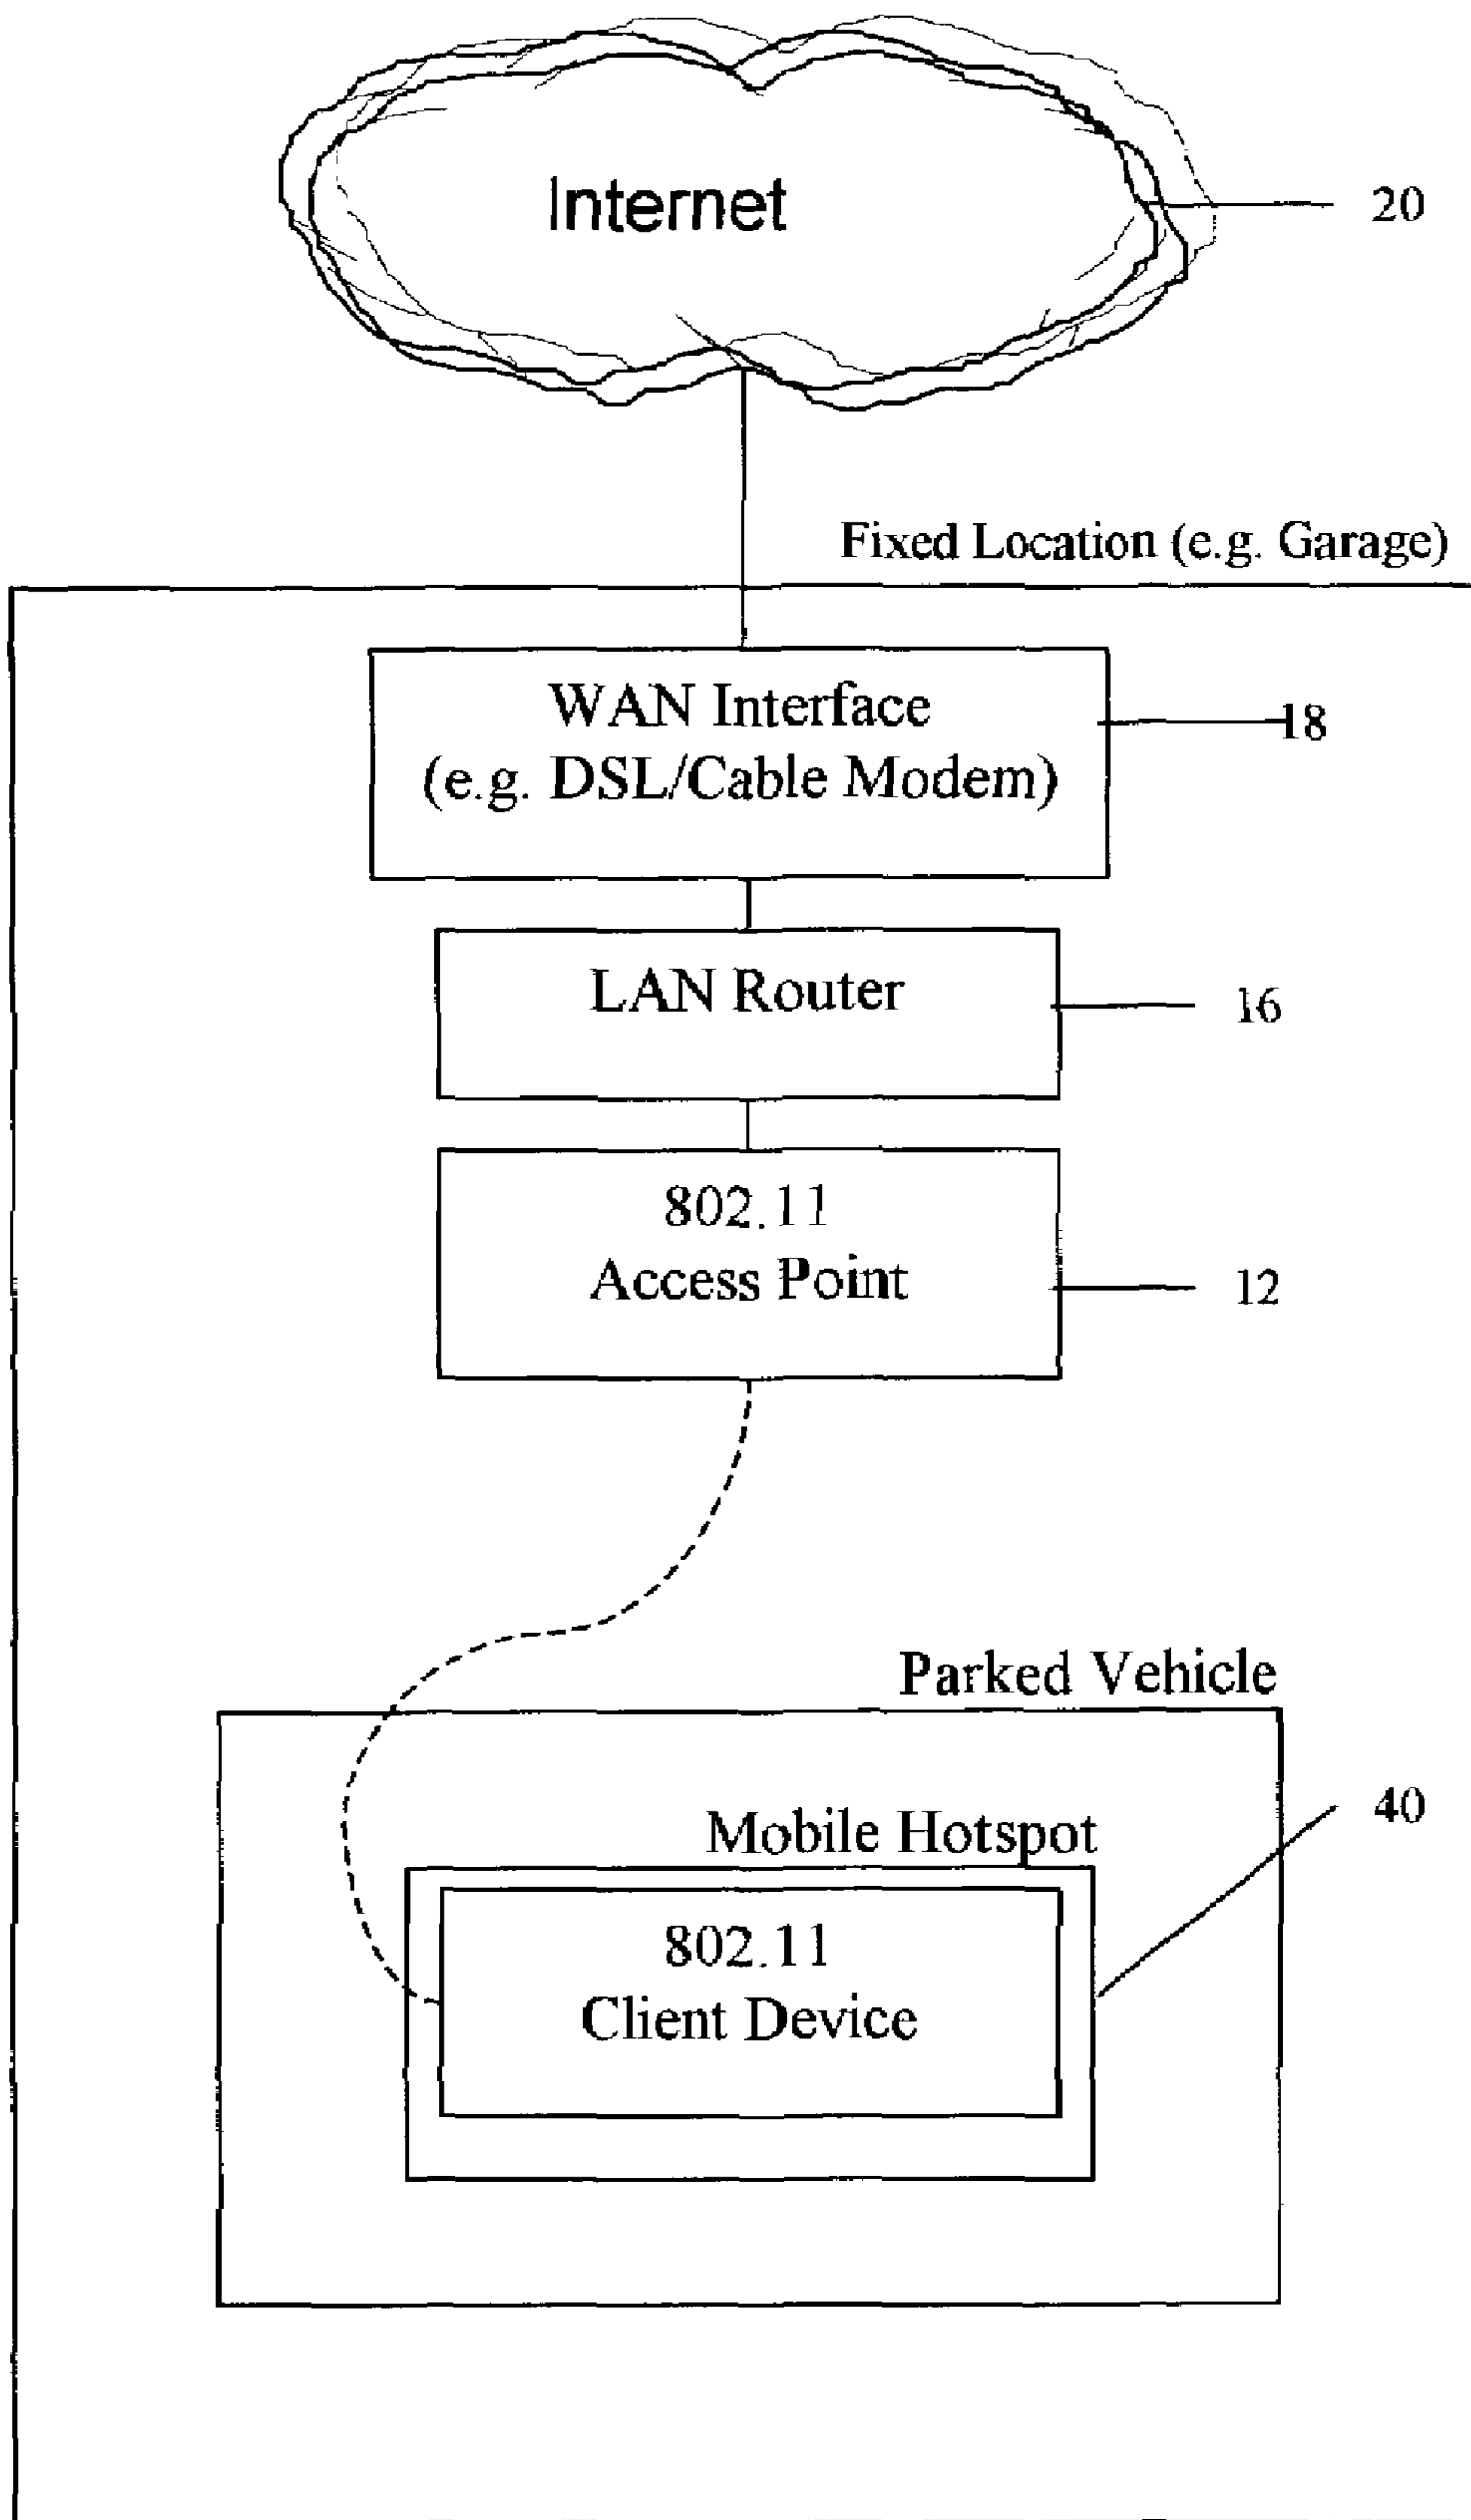 Internet
20
Fixed Location (e.g. Garage)
WAN Interface
(e.g. DSL/Cable Modem)
18
LAN Router
16
802.11
Access Point
12
Parked Vehicle
Mobile Hotspot
40
802.11
Client Device